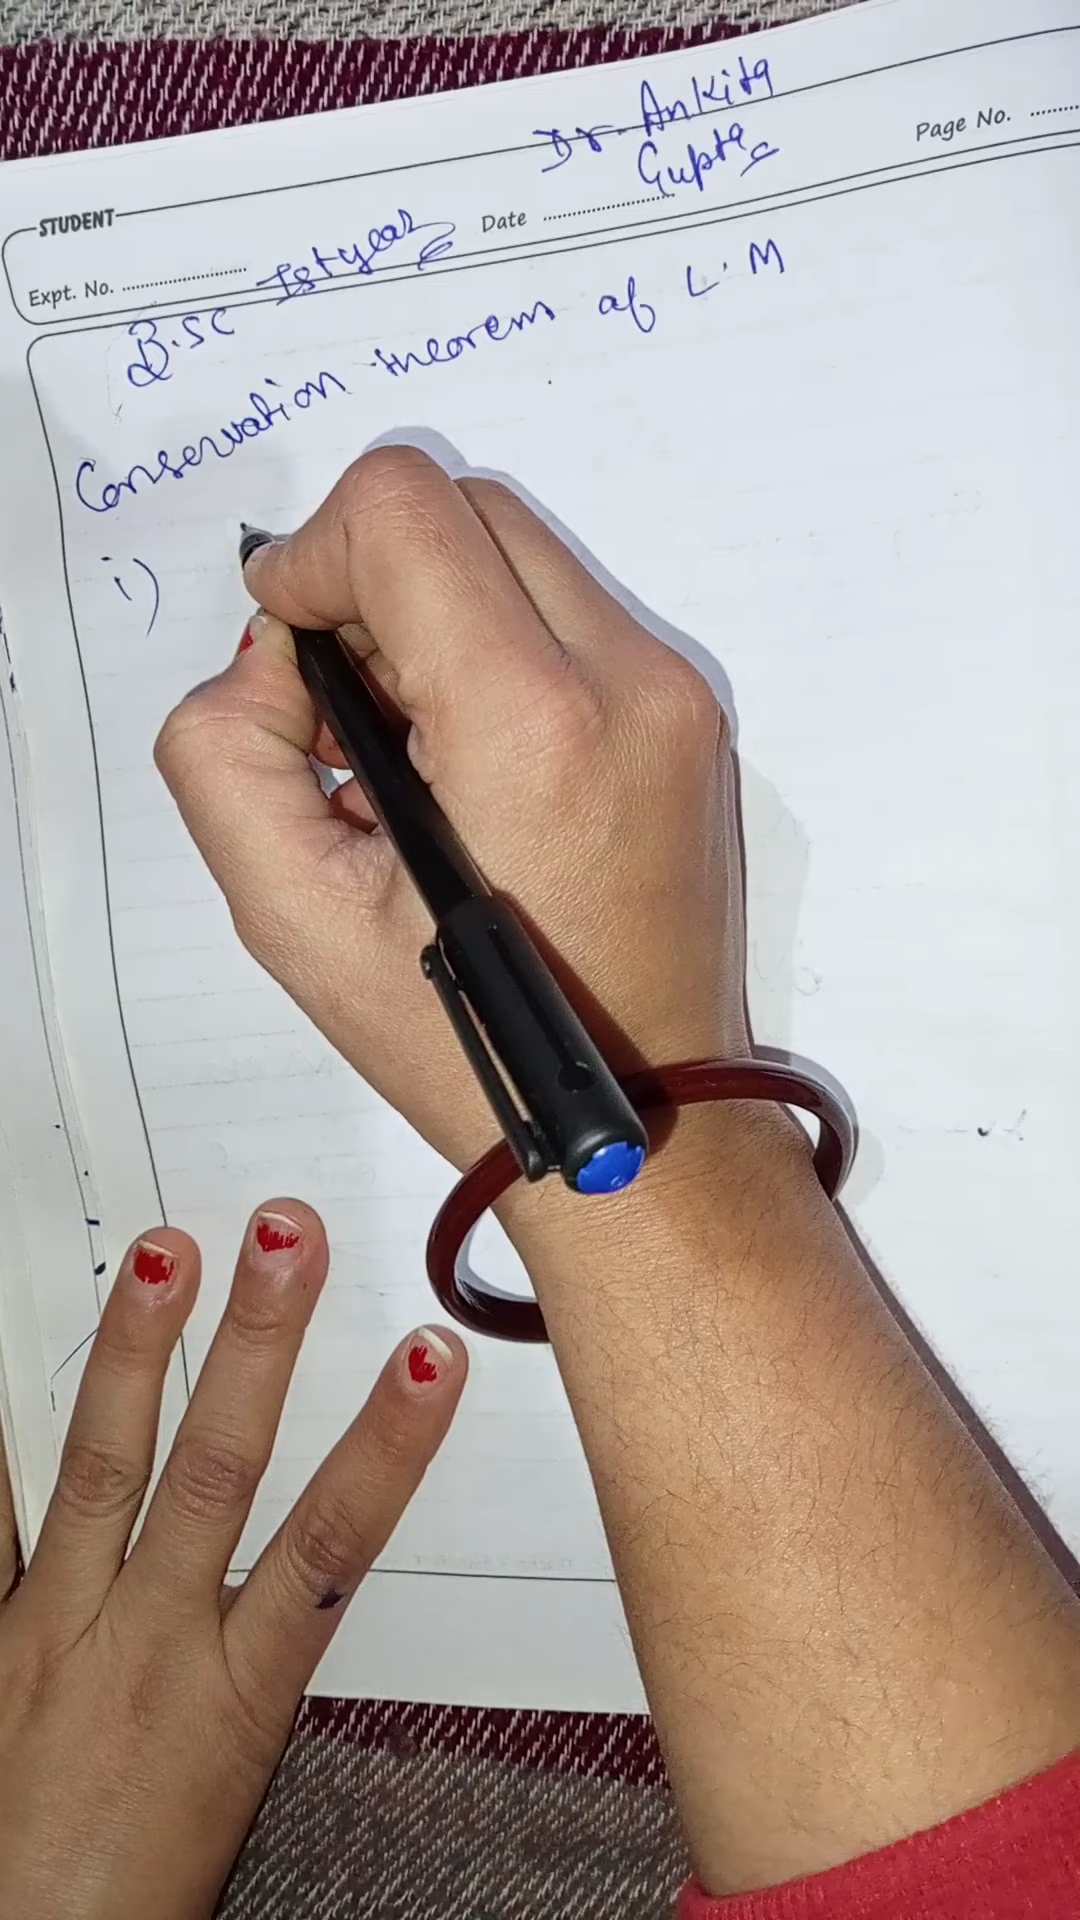 Dr. Ankita
Gupta
Page No. ........
STUDENT
Expt. No. ........................ Ist year Date ........................
B.SC
Conservation theorem of L.M
i)